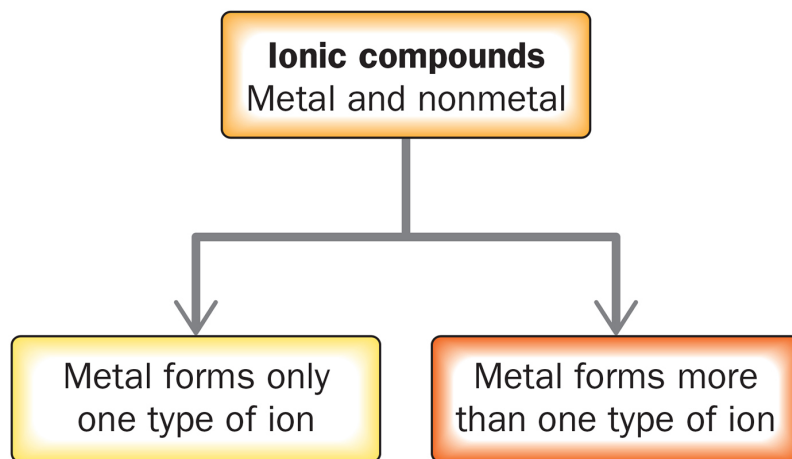 Ionic compounds
Metal and nonmetal
Metal forms only
one type of ion
Metal forms more
than one type of ion